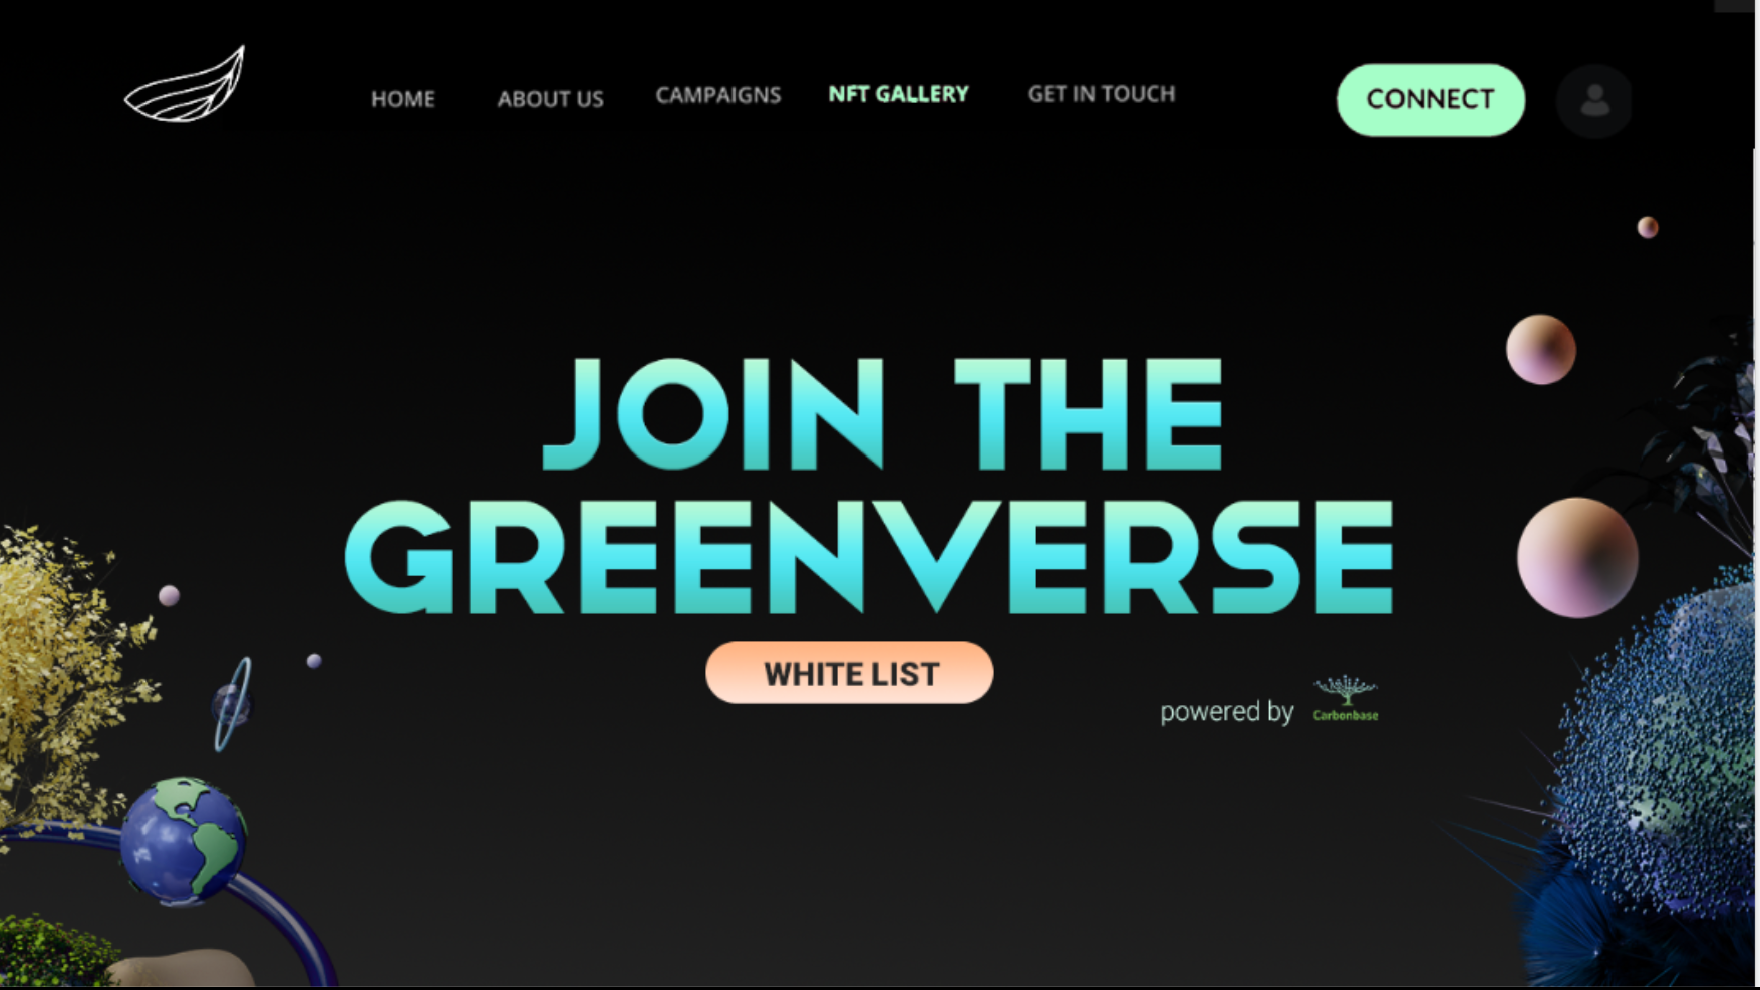 HOME ABOUT US CAMPAIGNS NFT GALLERY GET IN TOUCH CONNECT
JOIN THE
GREENVERSE
WHITE LIST
powered by Carbonbase